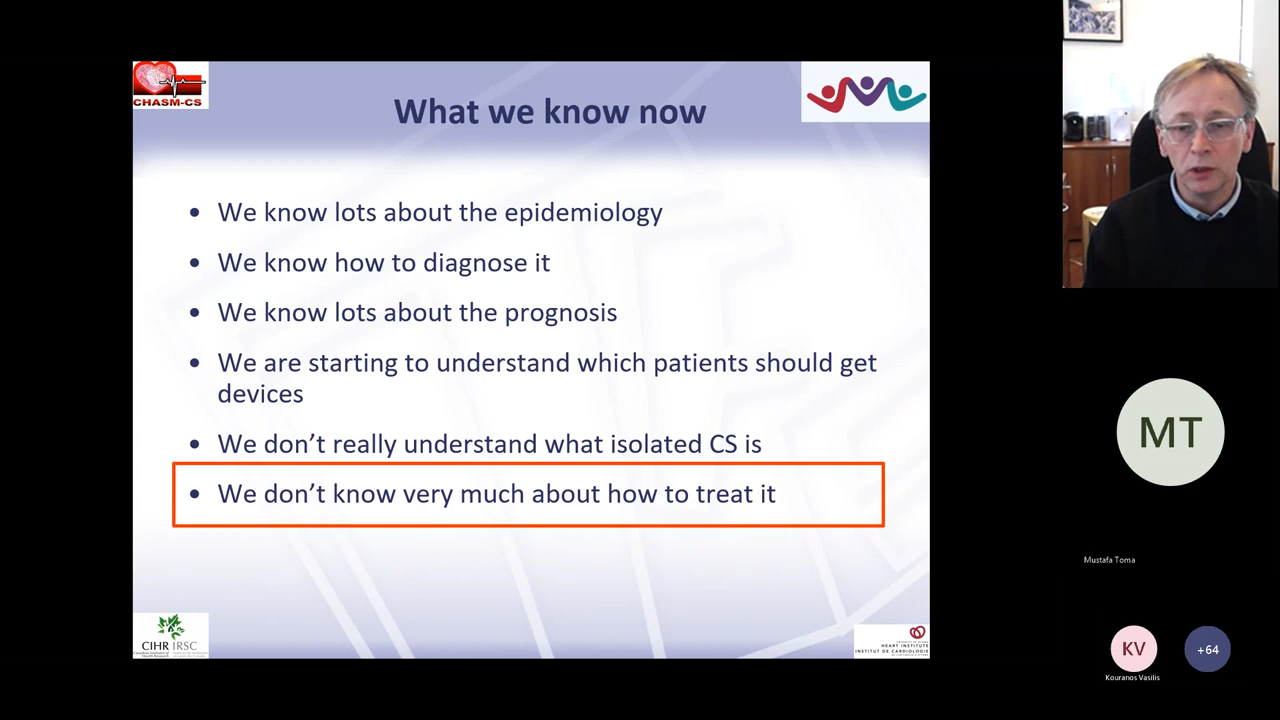 CHASM-CS
What we know now
• We know lots about the epidemiology
• We know how to diagnose it
• We know lots about the prognosis
• We are starting to understand which patients should get
devices
• We don't really understand what isolated CS is
• We don't know very much about how to treat it
CIHR IRSC
HEART INSTITUTE
INSTITUT DE CARDIOLOGIE
MT
Mustafa Toma
KV
+64
Kouranos Vasilis